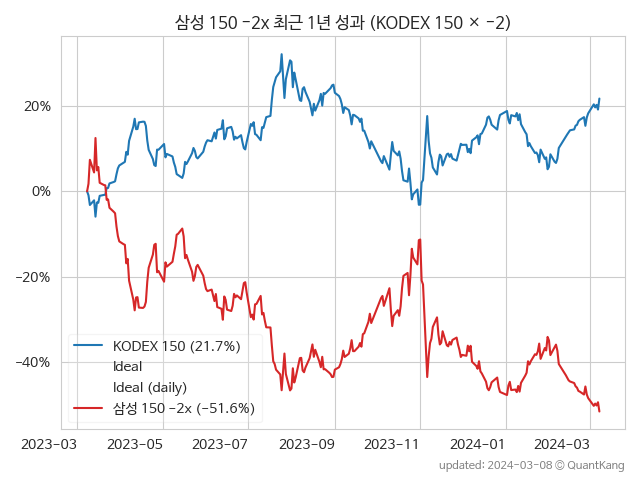 삼성 150 −2x 최근 1년 성과 (KODEX 150 × −2)
20%
0%
−20%
−40%
KODEX 150 (21.7%)
Ideal
Ideal (daily)
삼성 150 −2x (−51.6%)
2023−03
2023−05
2023−07
2023−09
2023−11
2024−01
2024−03
updated: 2024−03−08 © QuantKang